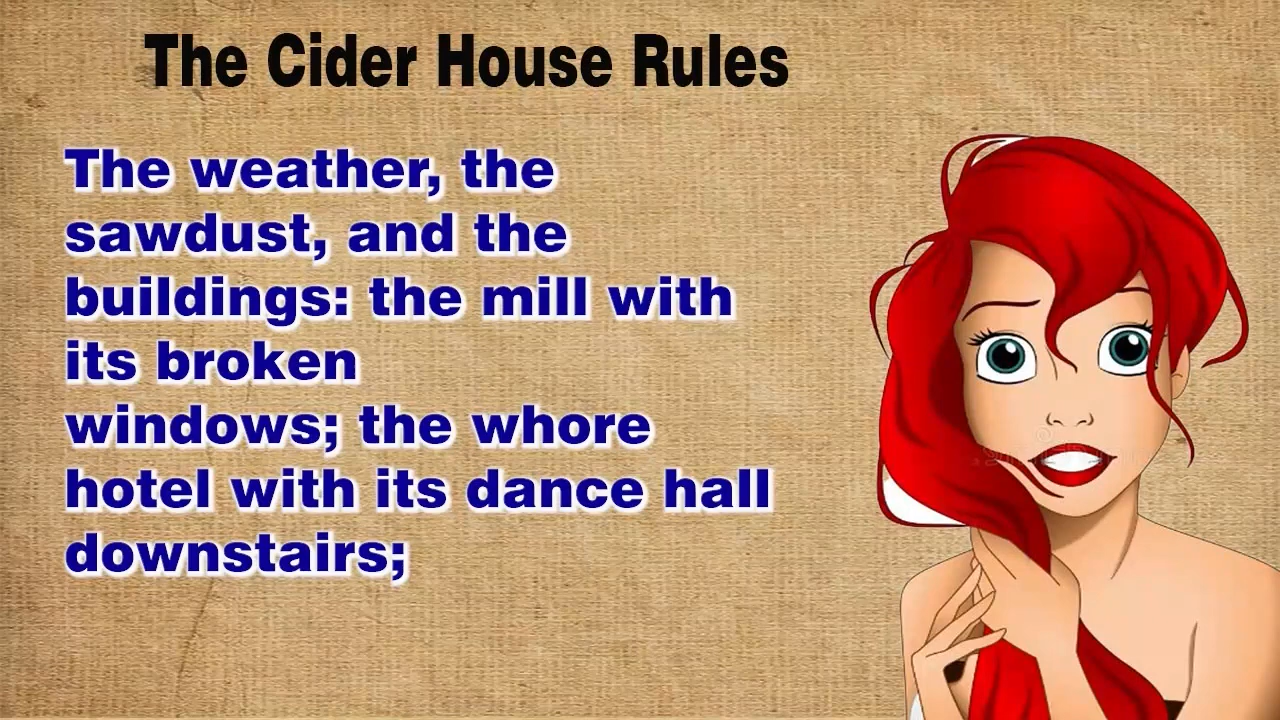 The Cider House Rules
The weather, the
sawdust, and the
buildings: the mill with
its broken
windows; the whore
hotel with its dance hall
downstairs;